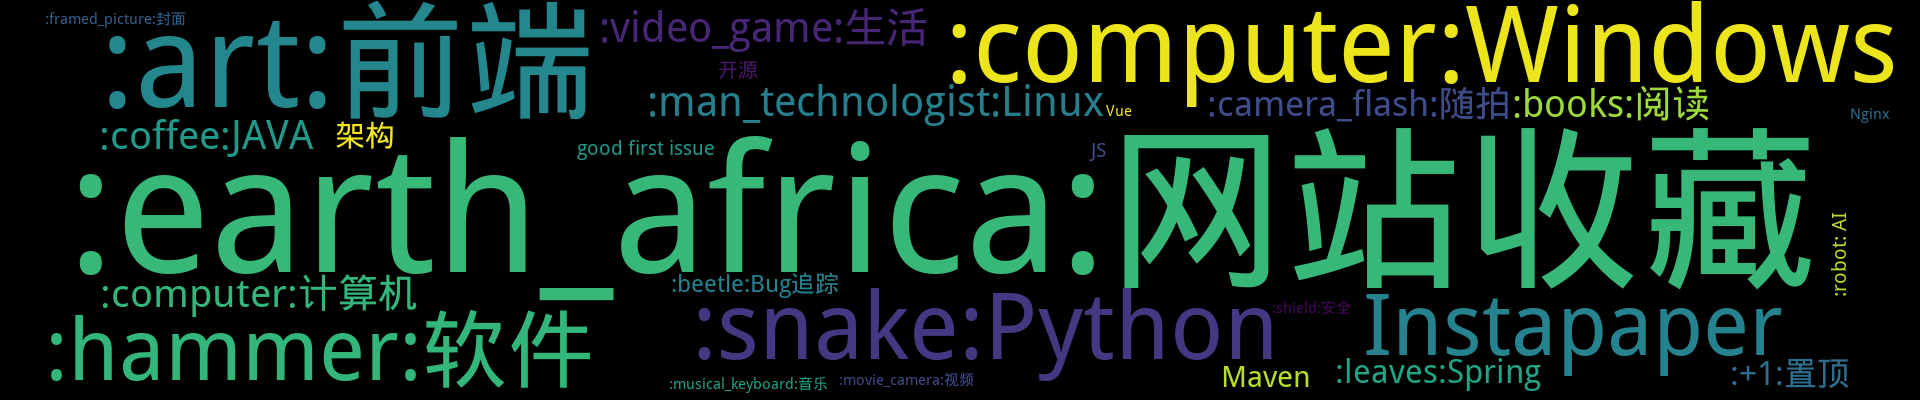 :framed_picture:封面
:art:前端
:video_game:生活
:computer:Windows
开源
:man_technologist:Linux
Vue
:camera_flash:随拍
:books:阅读
Nginx
:coffee:JAVA
架构
good first issue
JS
:earth_africa:网站收藏
:robot: AI
:computer:计算机
:beetle:Bug追踪
:hammer:软件
:snake:Python
:shield:安全
Instapaper
:musical_keyboard:音乐
:movie_camera:视频
Maven
:leaves:Spring
:+1:置顶